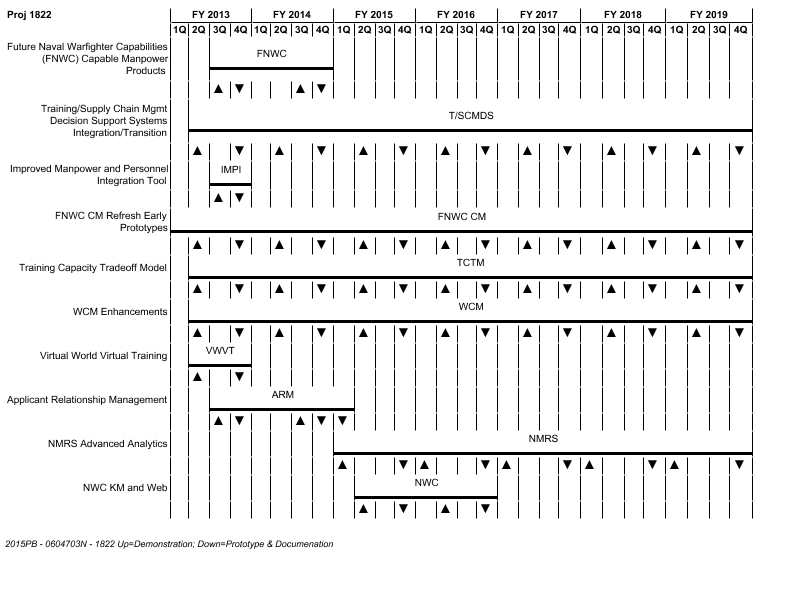 Proj 1822
FY 2013 FY 2014 FY 2015 FY 2016 FY 2017 FY 2018 FY 2019
1Q 2Q 3Q 4Q 1Q 2Q 3Q 4Q 1Q 2Q 3Q 4Q 1Q 2Q 3Q 4Q 1Q 2Q 3Q 4Q 1Q 2Q 3Q 4Q 1Q 2Q 3Q 4Q
Future Naval Warfighter Capabilities
(FNWC) Capable Manpower
Products
FNWC
Training/Supply Chain Mgmt
Decision Support Systems
Integration/Transition
T/SCMDS
Improved Manpower and Personnel
Integration Tool
IMPI
FNWC CM Refresh Early
Prototypes
FNWC CM
Training Capacity Tradeoff Model
TCTM
WCM Enhancements
WCM
Virtual World Virtual Training
VWVT
Applicant Relationship Management
ARM
NMRS Advanced Analytics
NMRS
NWC KM and Web
NWC
2015PB - 0604703N - 1822 Up=Demonstration; Down=Prototype & Documenation